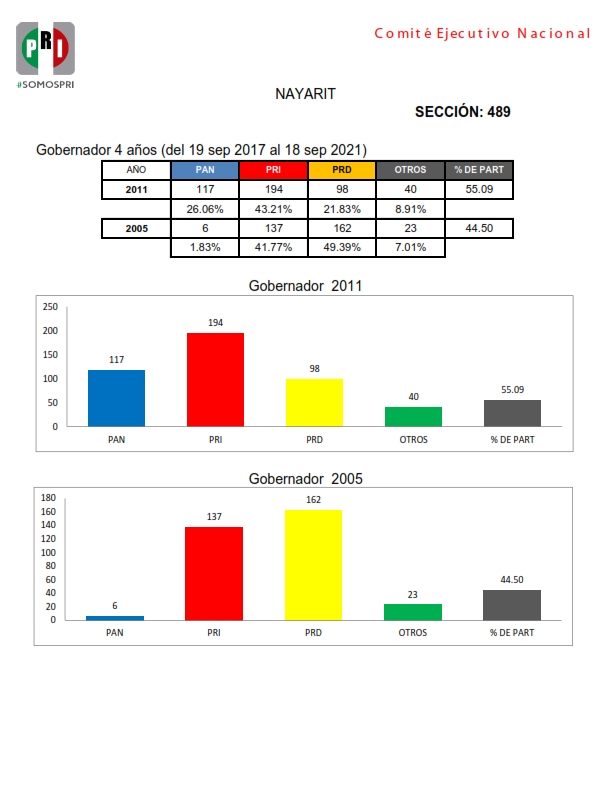 Comité Ejecutivo Nacional
PRI
#SOMOSPRI
NAYARIT
SECCIÓN: 489
Gobernador 4 años (del 19 sep 2017 al 18 sep 2021)
AÑO PAN PRI PRD OTROS % DE PART
2011 117 194 98 40 55.09
26.06% 43.21% 21.83% 8.91%
2005 6 137 162 23 44.50
1.83% 41.77% 49.39% 7.01%
Gobernador 2011
250
200
150
100
50
0
117
194
98
40
55.09
PAN PRI PRD OTROS % DE PART
Gobernador 2005
180
160
140
120
100
80
60
40
20
0
6
137
162
23
44.50
PAN PRI PRD OTROS % DE PART